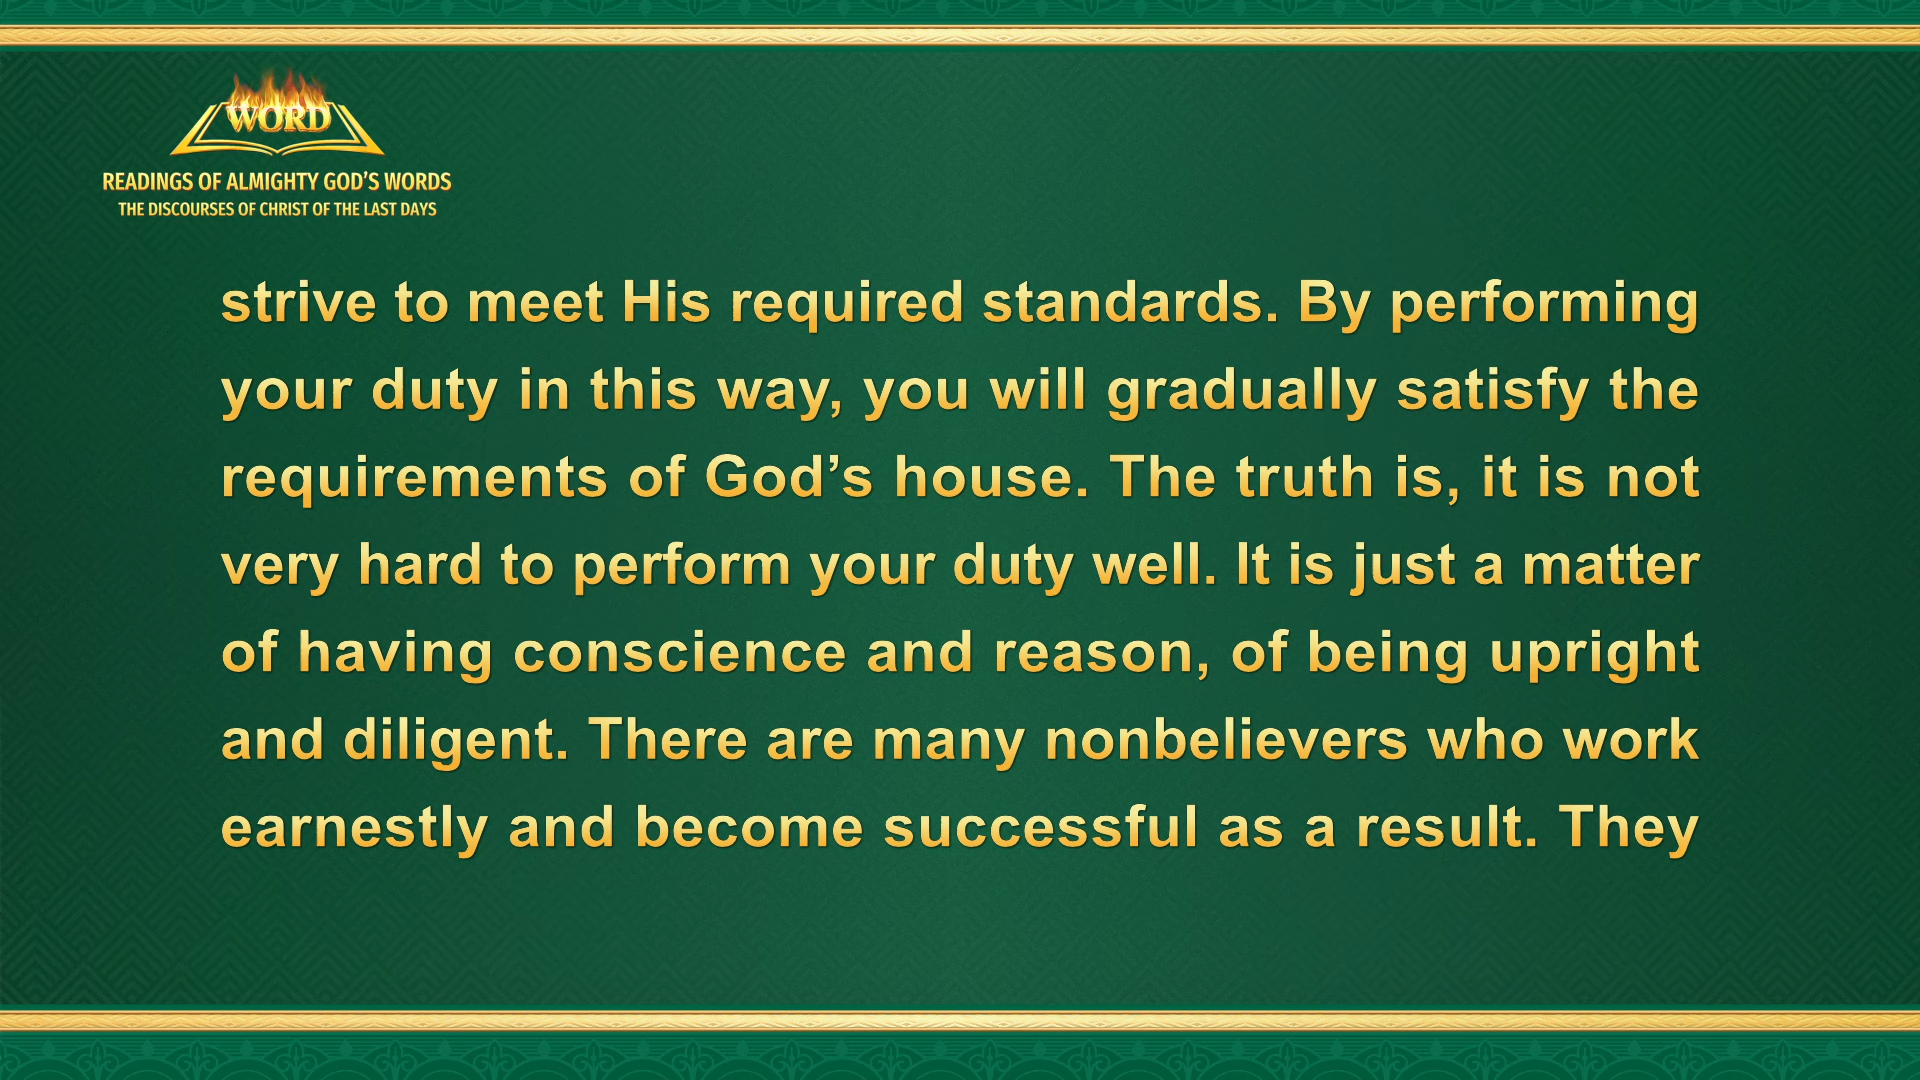 WORD
READINGS OF ALMIGHTY GOD’S WORDS
THE DISCOURSES OF CHRIST OF THE LAST DAYS
strive to meet His required standards. By performing
your duty in this way, you will gradually satisfy the
requirements of God’s house. The truth is, it is not
very hard to perform your duty well. It is just a matter
of having conscience and reason, of being upright
and diligent. There are many nonbelievers who work
earnestly and become successful as a result. They